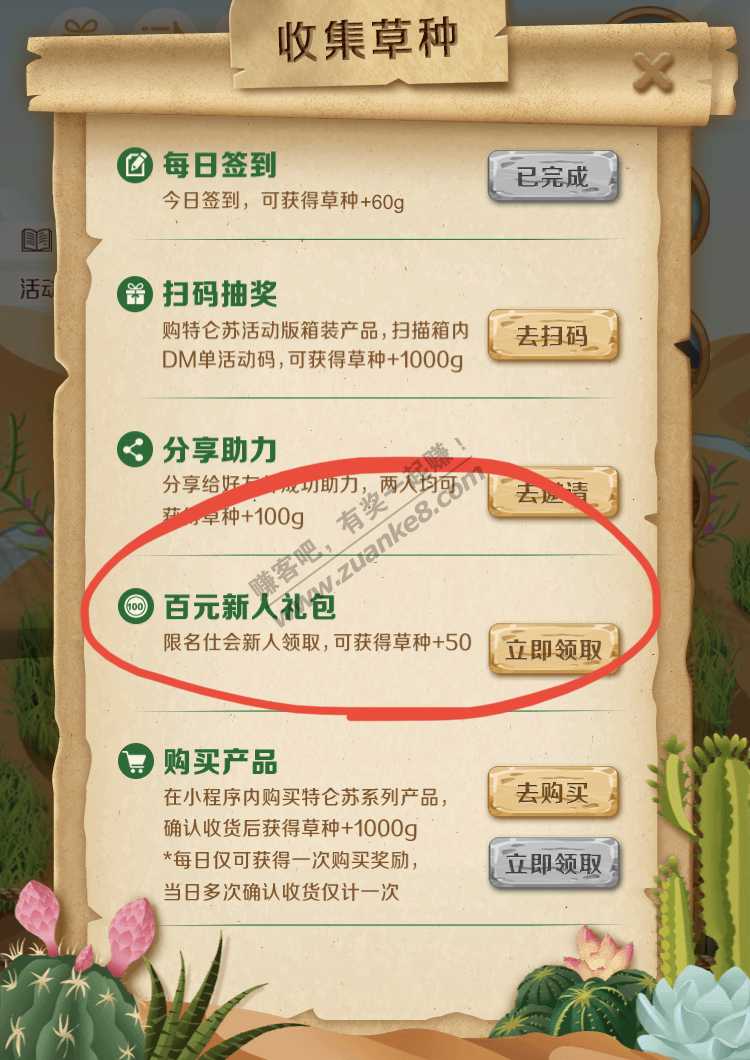 收集草种
每日签到
今日签到，可获得草种+60g
已完成
活动
扫码抽奖
购特仑苏活动版箱装产品，扫描箱内
DM单活动码，可获得草种+1000g
去扫码
分享助力
分享给好友并成功助力，两人均可
获得草种+100g
去邀请
赚客吧，有奖一起赚！
www.zuanke8.com
100
百元新人礼包
限名仕会新人领取，可获得草种+50
立即领取
购买产品
在小程序内购买特仑苏系列产品，
确认收货后获得草种+1000g
*每日仅可获得一次购买奖励，
当日多次确认收货仅计一次
去购买
立即领取